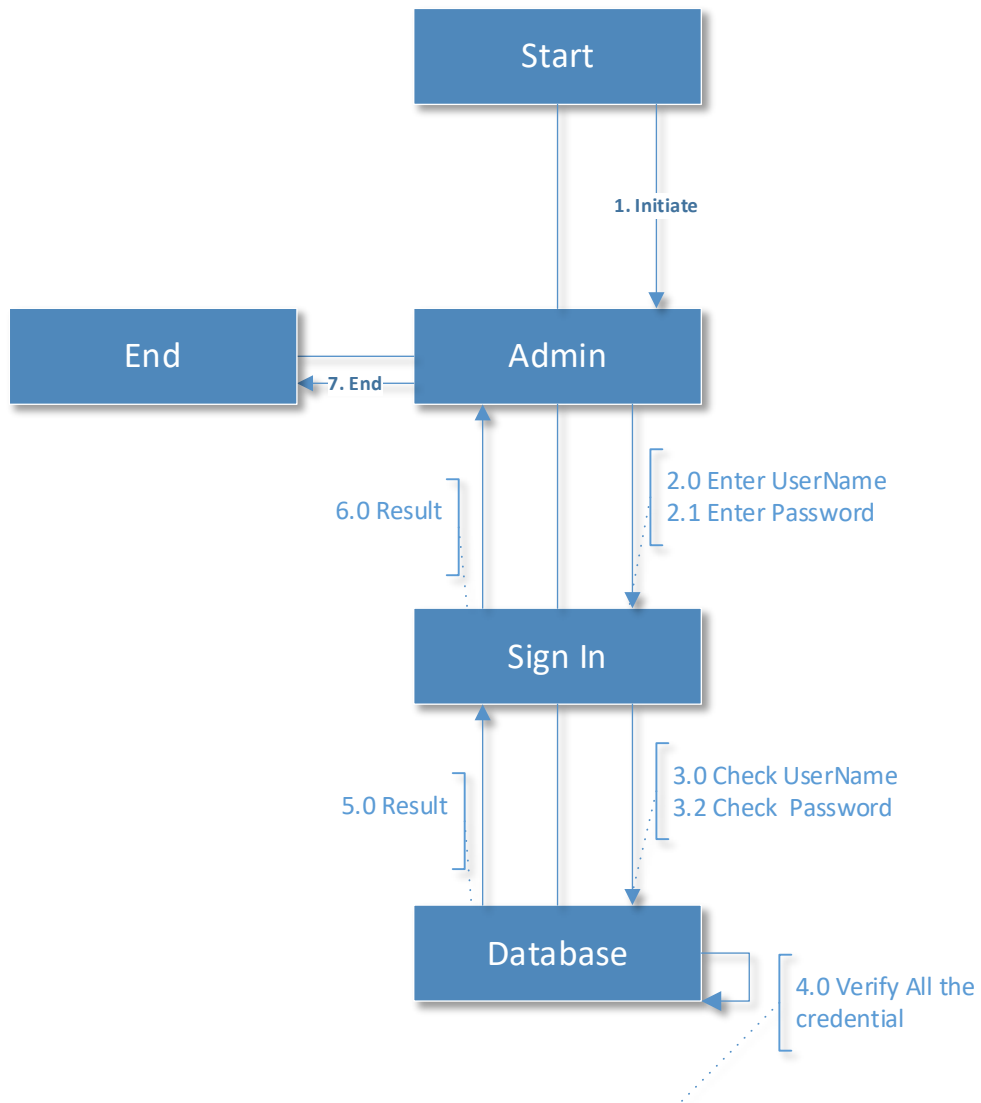 Start
1. Initiate
End
Admin
7. End
2.0 Enter UserName
2.1 Enter Password
6.0 Result
Sign In
3.0 Check UserName
3.2 Check  Password
5.0 Result
Database
4.0 Verify All the
credential